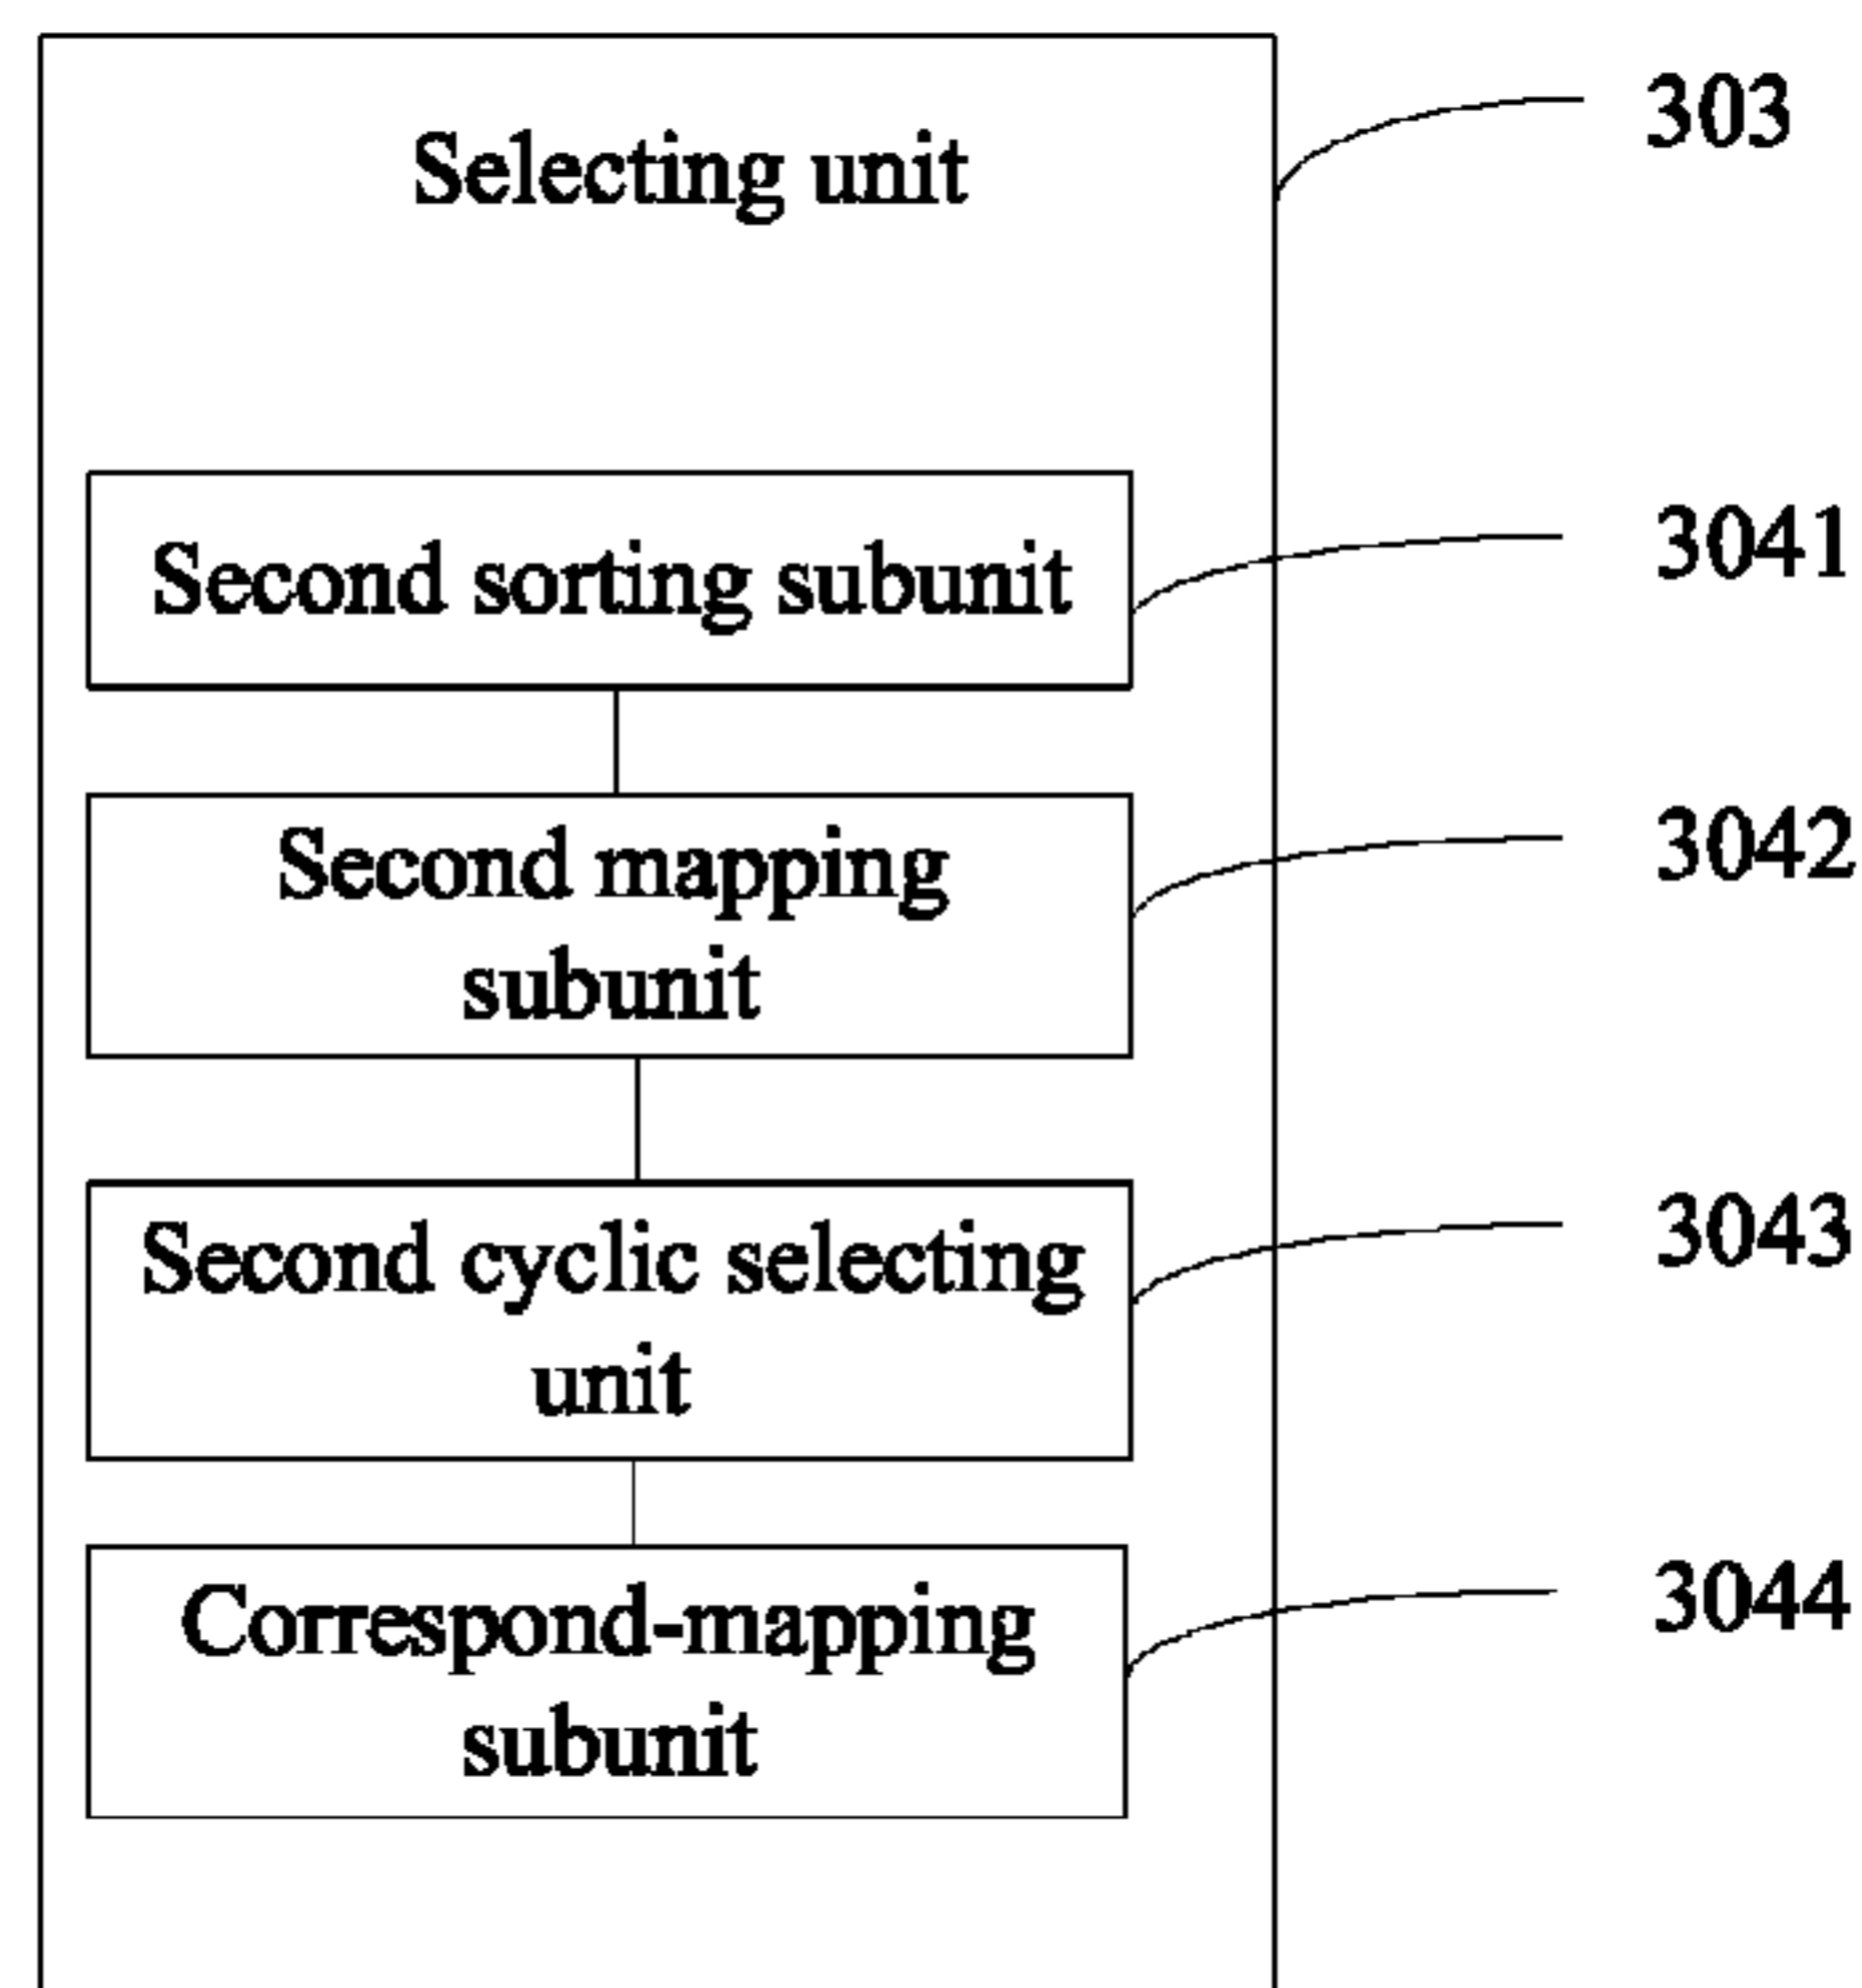 Selecting unit
303
Second sorting subunit
3041
Second mapping
subunit
3042
Second cyclic selecting
unit
3043
Correspond-mapping
subunit
3044